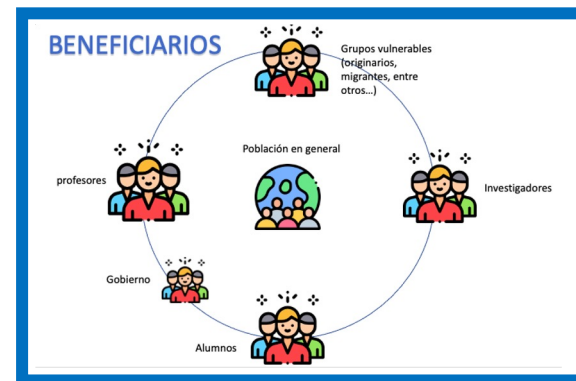 BENEFICIARIOS
Grupos vulnerables
(originarios,
migrantes, entre
otros...)
Población en general
profesores
Investigadores
Gobierno
Alumnos